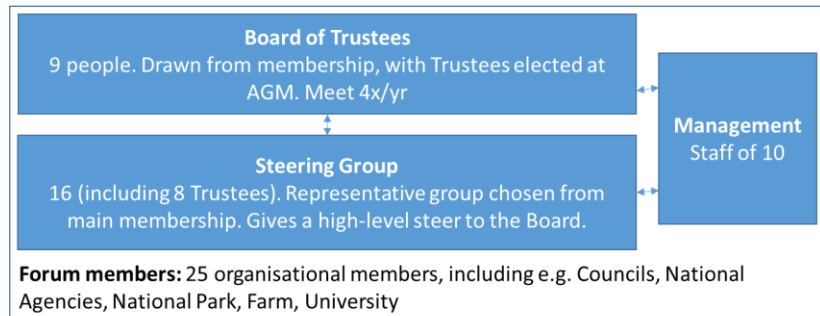 Board of Trustees
9 people. Drawn from membership, with Trustees elected at
AGM. Meet 4x/yr
Management
Staff of 10
Steering Group
16 (including 8 Trustees). Representative group chosen from
main membership. Gives a high-level steer to the Board.
Forum members: 25 organisational members, including e.g. Councils, National
Agencies, National Park, Farm, University